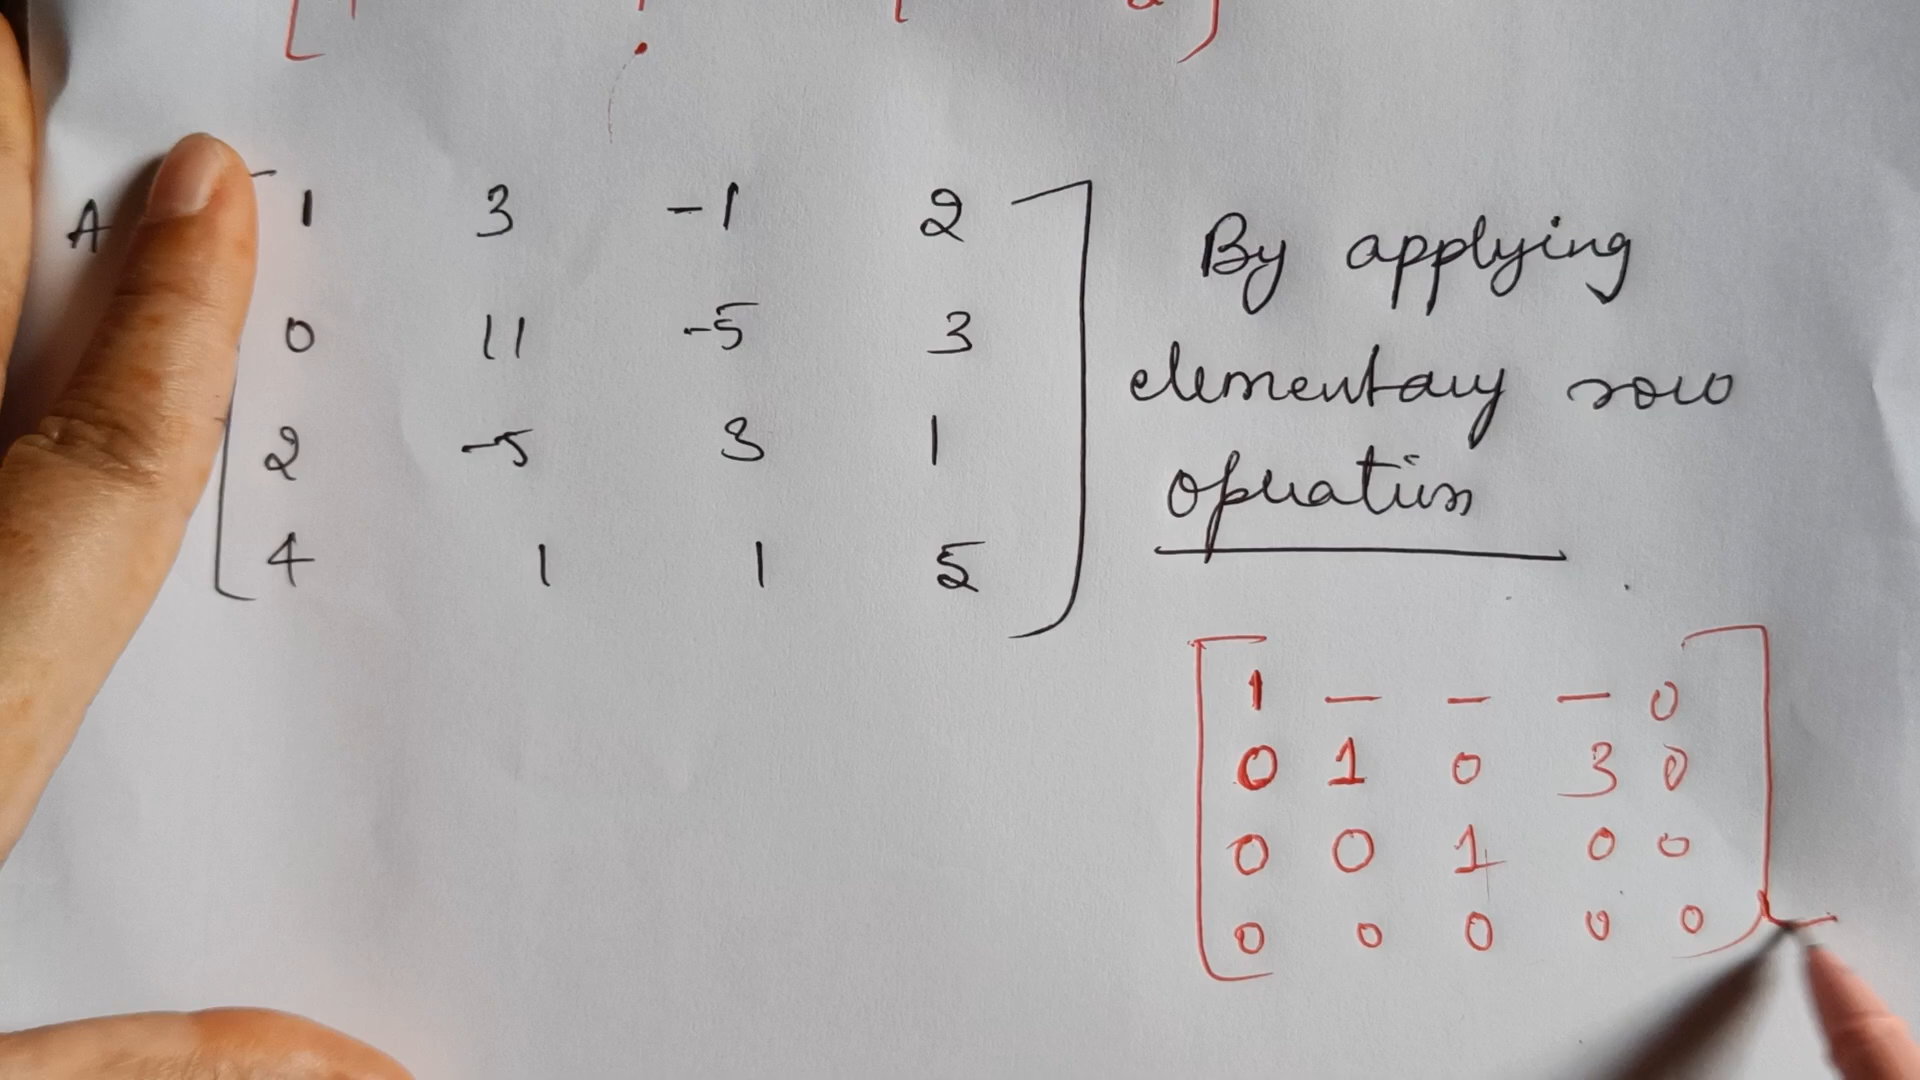 A 1 3 -1 2
0 11 -5 3
2 -5 3 1
4 1 1 5
By applying
elementary row
operation
1 — — — 0
0 1 0 3 0
0 0 1 0 0
0 0 0 0 0